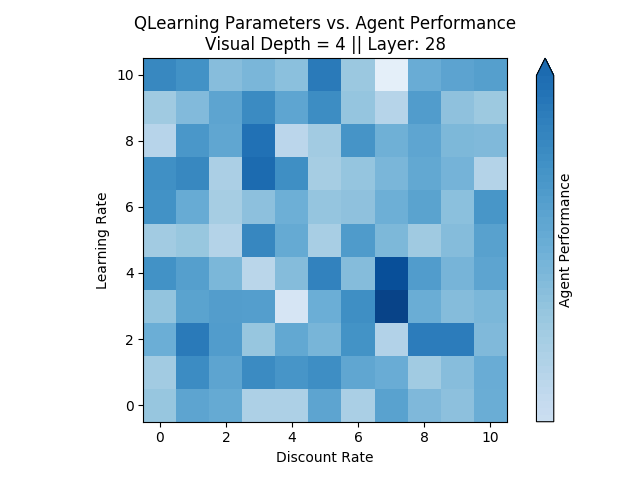 QLearning Parameters vs. Agent Performance
Visual Depth = 4 || Layer: 28
10
8
6
4
2
0
Learning Rate
0 2 4 6 8 10
Discount Rate
Agent Performance